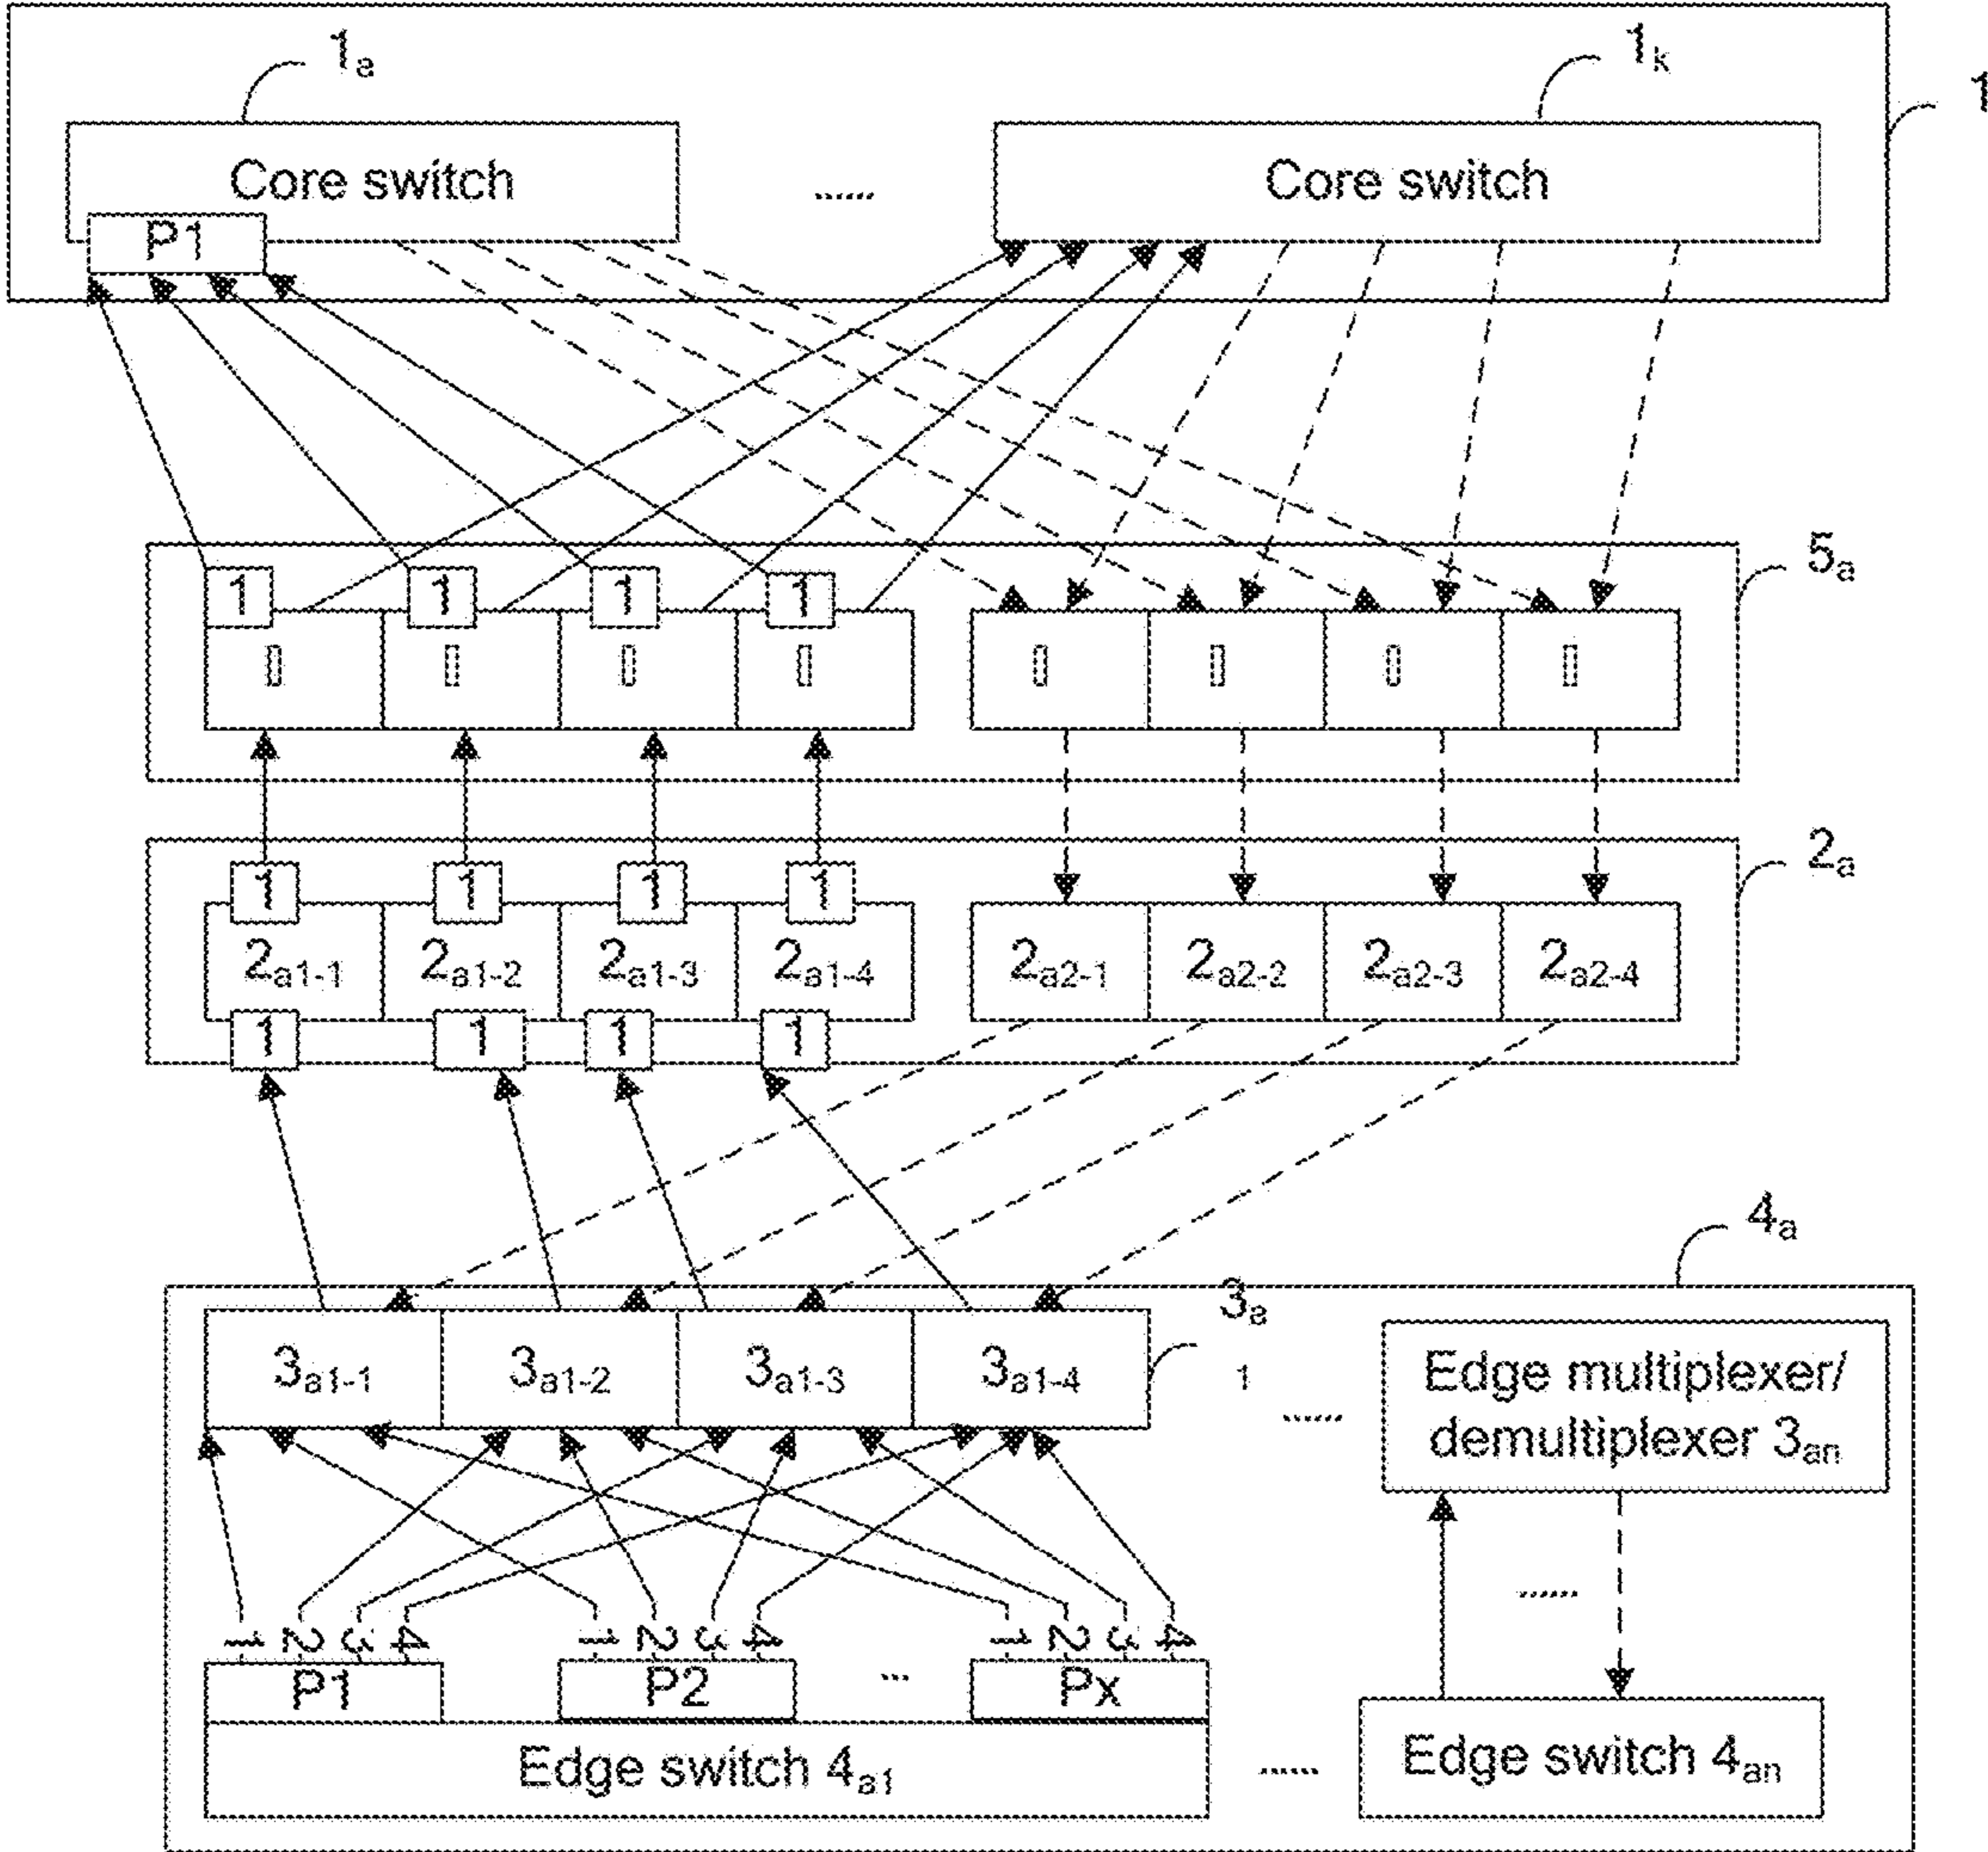 1a
1k
1
Core switch
......
Core switch
P1
5a
1 1 1 1
▯ ▯ ▯ ▯ ▯ ▯ ▯ ▯
2a
1 1 1 1
2a1-1 2a1-2 2a1-3 2a1-4 2a2-1 2a2-2 2a2-3 2a2-4
1 1 1 1
4a
3a
1
3a1-1 3a1-2 3a1-3 3a1-4
......
Edge multiplexer/
demultiplexer 3an
......
1 2 3 4 1 2 3 4 1 2 3 4
P1 P2 ... Px
Edge switch 4a1
......
Edge switch 4an